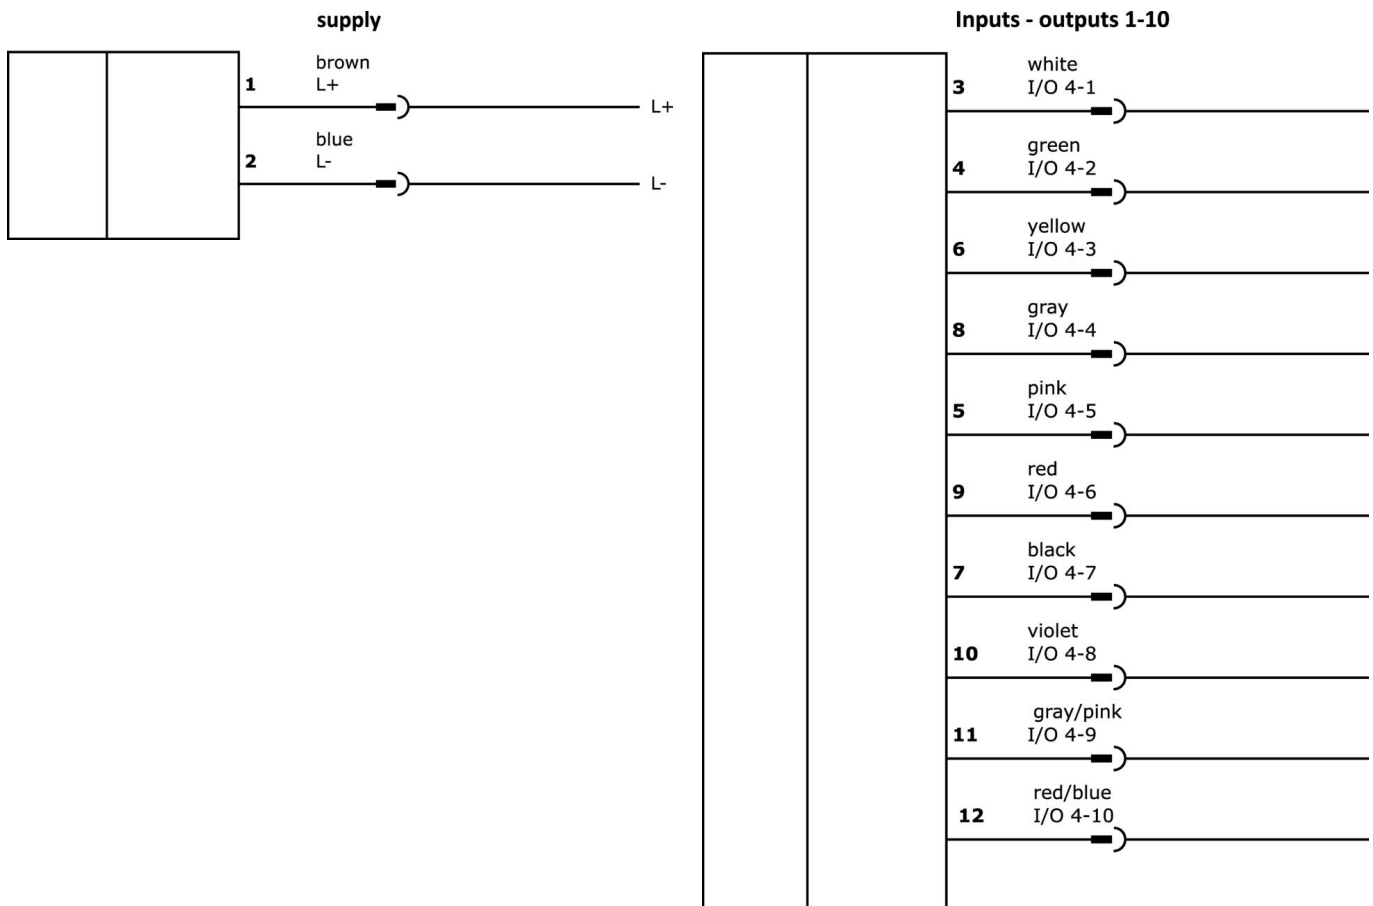 supply
brown
1
L+
L+
blue
2
L-
L-
Inputs - outputs 1-10
white
3
I/O 4-1
green
4
I/O 4-2
yellow
6
I/O 4-3
gray
8
I/O 4-4
pink
5
I/O 4-5
red
9
I/O 4-6
black
7
I/O 4-7
violet
10
I/O 4-8
gray/pink
11
I/O 4-9
red/blue
12
I/O 4-10